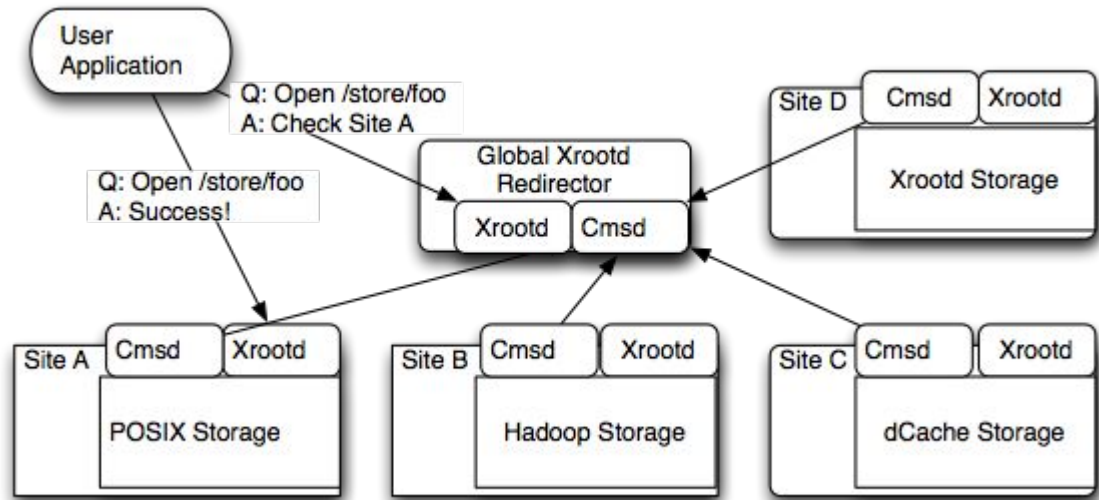 User
Application
Q: Open /store/foo
A: Check Site A
Q: Open /store/foo
A: Success!
Global Xrootd
Redirector
Xrootd
Cmsd
Site D
Cmsd
Xrootd
Xrootd Storage
Site A
Cmsd
Xrootd
POSIX Storage
Site B
Cmsd
Xrootd
Hadoop Storage
Site C
Cmsd
Xrootd
dCache Storage